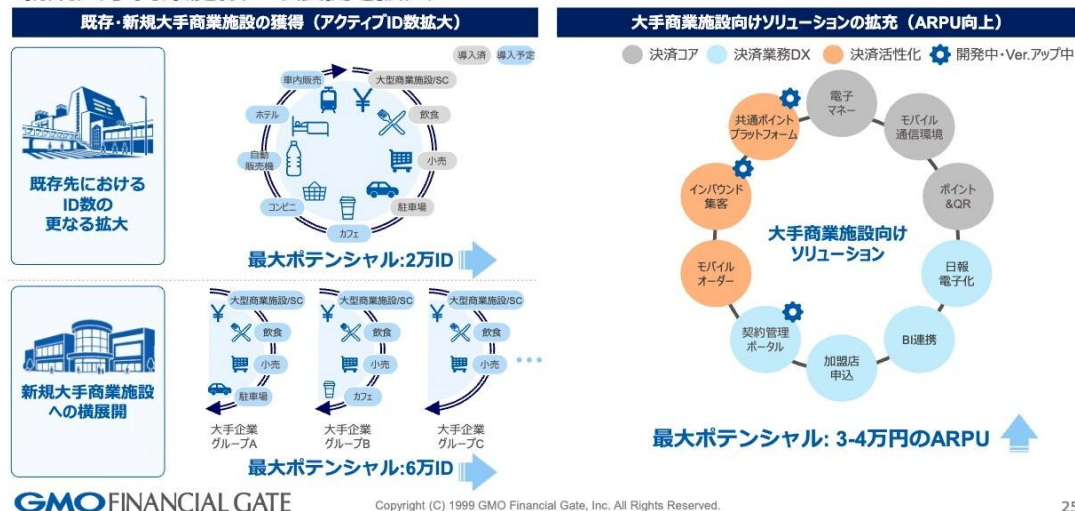 既存・新規大手商業施設の獲得（アクティブID数拡大）
導入済
導入予定
車内販売
大型商業施設/SC
ホテル
飲食
自動
販売機
小売
コンビニ
駐車場
カフェ
既存先における
ID数の
更なる拡大
最大ポテンシャル:2万ID
大型商業施設/SC
飲食
小売
駐車場
大手企業
グループA
大型商業施設/SC
飲食
小売
カフェ
大手企業
グループB
大型商業施設/SC
飲食
小売
大手企業
グループC
新規大手商業施設
への横展開
最大ポテンシャル:6万ID
大手商業施設向けソリューションの拡充（ARPU向上）
決済コア
決済業務DX
決済活性化
開発中・Ver.アップ中
電子
マネー
モバイル
通信環境
ポイント
&QR
日報
電子化
BI連携
加盟店
申込
契約管理
ポータル
モバイル
オーダー
インバウンド
集客
共通ポイント
プラットフォーム
大手商業施設向け
ソリューション
最大ポテンシャル: 3-4万円のARPU
GMO FINANCIAL GATE
Copyright (C) 1999 GMO Financial Gate, Inc. All Rights Reserved.
25